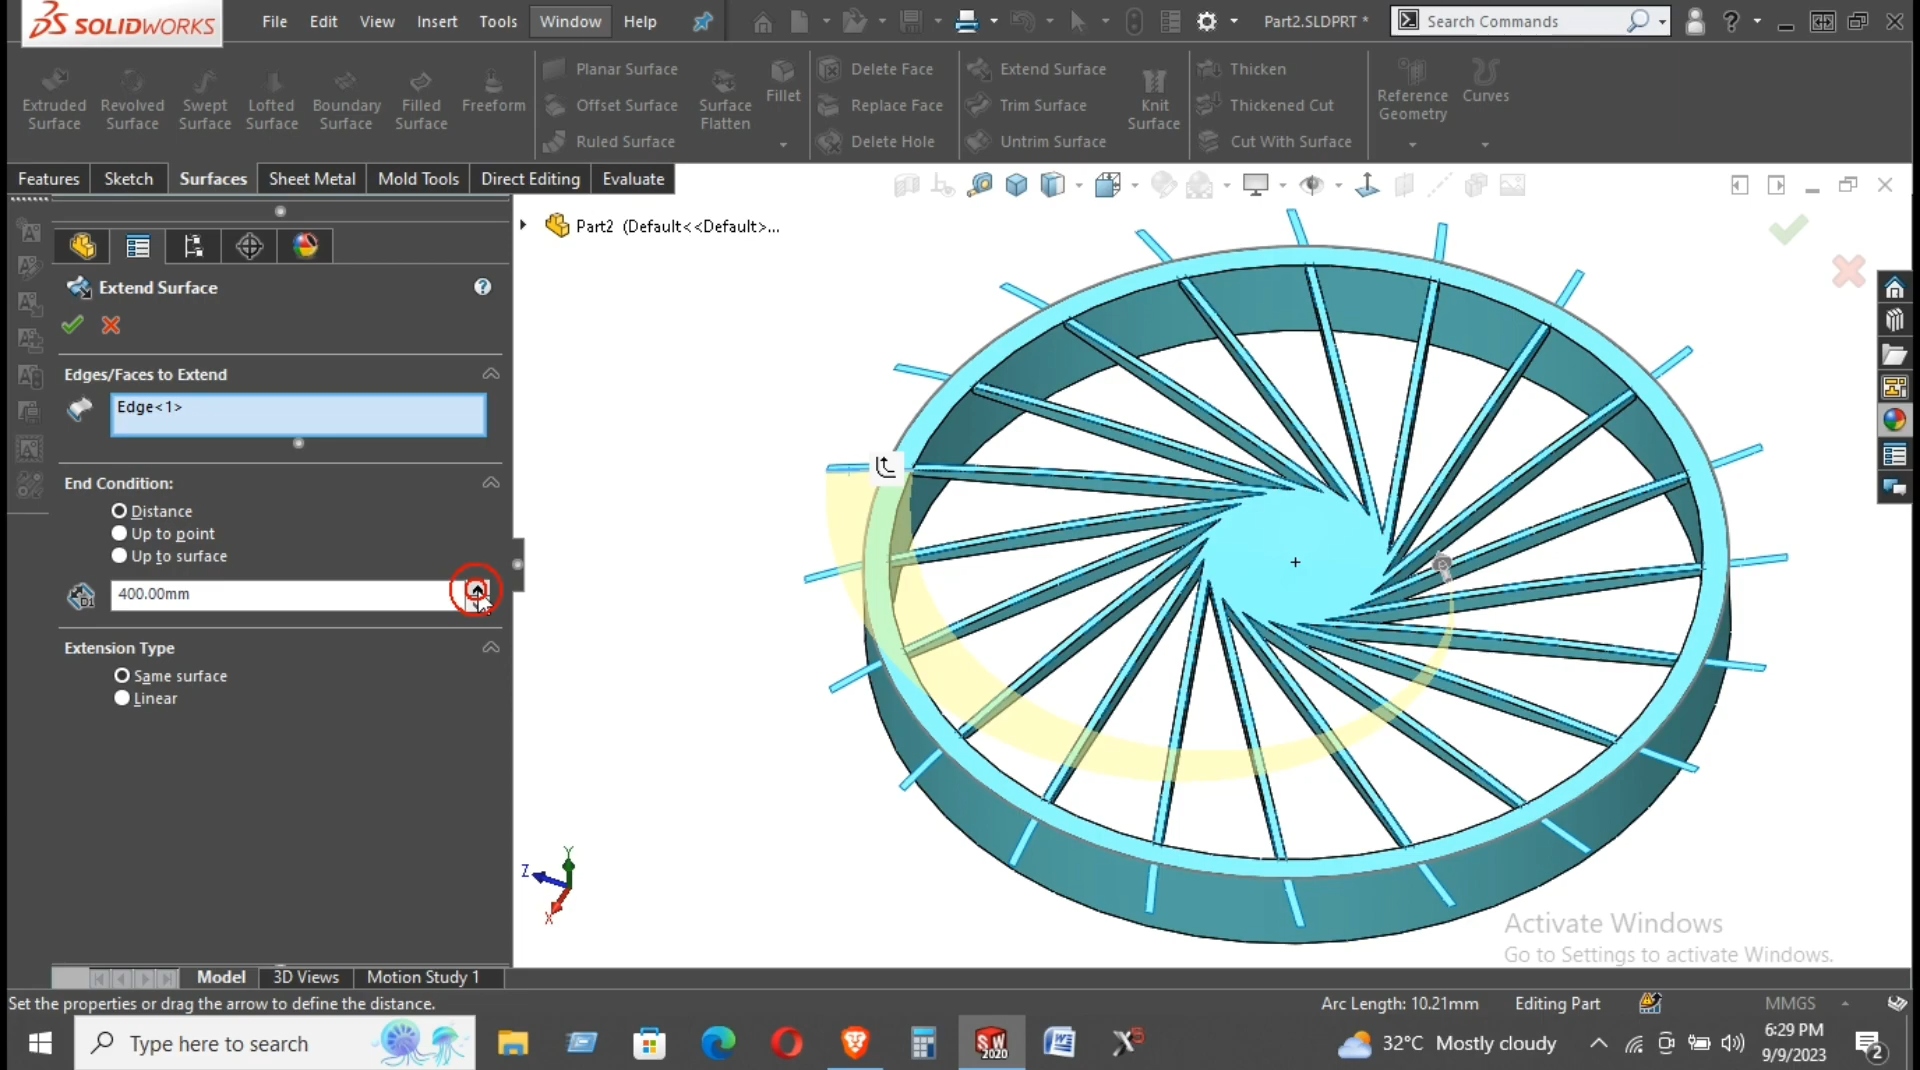 SOLIDWORKS
File Edit View Insert Tools Window Help
Part2.SLDPRT *
Search Commands
Extruded Surface
Revolved Surface
Swept Surface
Lofted Surface
Boundary Surface
Filled Surface
Freeform
Planar Surface
Offset Surface
Ruled Surface
Surface Flatten
Fillet
Delete Face
Replace Face
Delete Hole
Extend Surface
Trim Surface
Untrim Surface
Knit Surface
Thicken
Thickened Cut
Cut With Surface
Reference Geometry
Curves
Features Sketch Surfaces Sheet Metal Mold Tools Direct Editing Evaluate
Part2 (Default<<Default>...
Extend Surface
Edges/Faces to Extend
Edge<1>
End Condition:
Distance
Up to point
Up to surface
D1
400.00mm
Extension Type
Same surface
Linear
Y
Z
X
Activate Windows
Go to Settings to activate Windows.
Model 3D Views Motion Study 1
Set the properties or drag the arrow to define the distance.
Arc Length: 10.21mm Editing Part MMGS
Type here to search
SW
2020
32°C Mostly cloudy
6:29 PM
9/9/2023
2